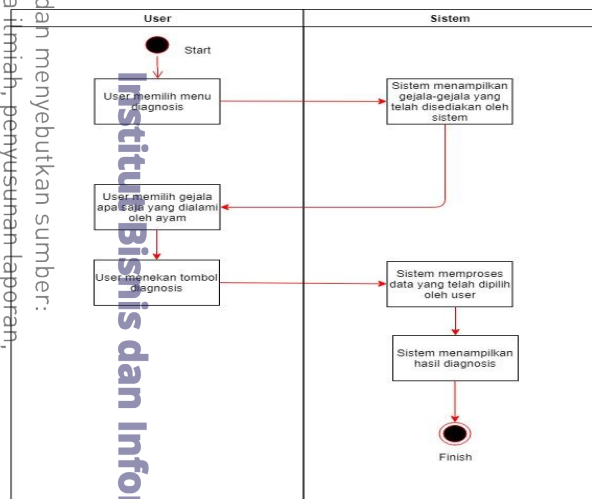 User
Sistem
Start
User memilih menu
diagnosis
Sistem menampilkan
gejala-gejala yang
telah disediakan oleh
sistem
User memilih gejala
apa saja yang dialami
oleh ayam
User menekan tombol
diagnosis
Sistem memproses
data yang telah dipilih
oleh user
Sistem menampilkan
hasil diagnosis
Finish
Institut Bisnis dan Infor
dan menyebutkan sumber:
a ilmiah, penyusunan laporan,